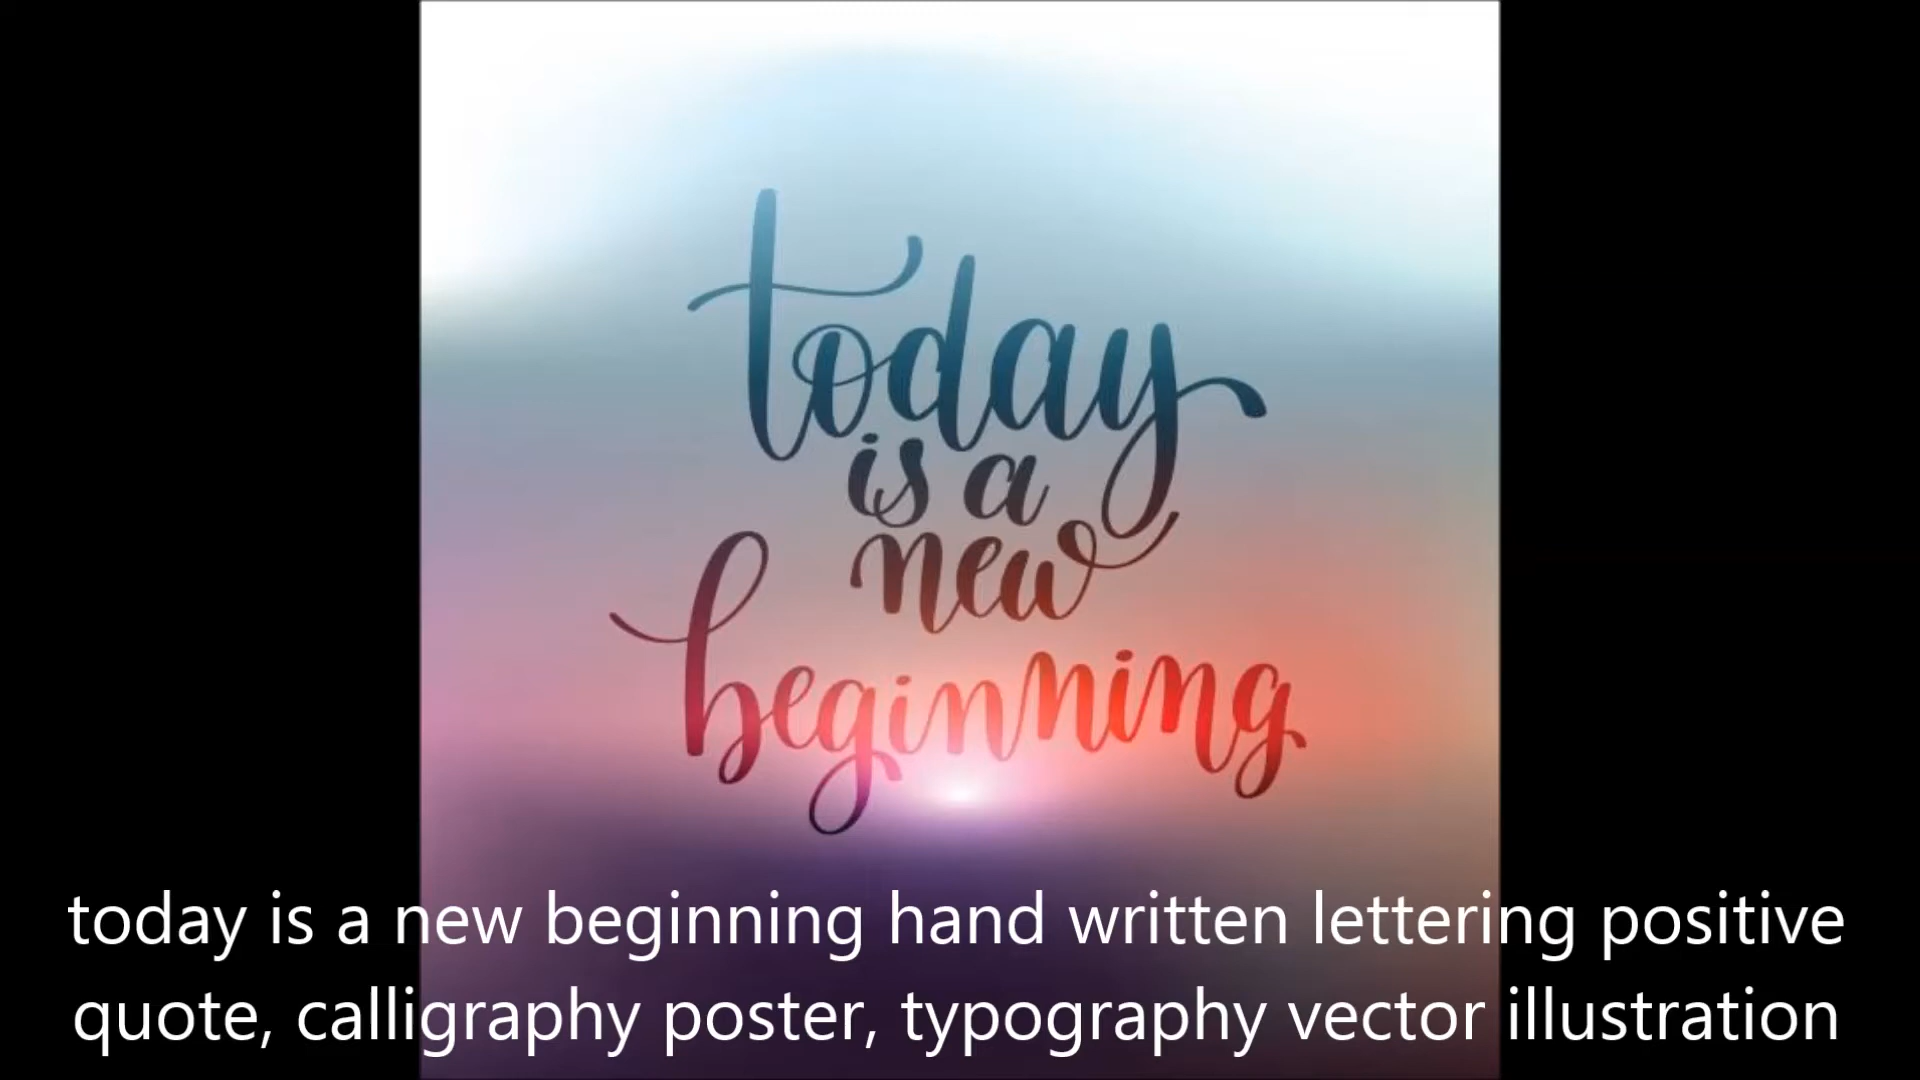 today
is a
new
beginning
today is a new beginning hand written lettering positive
quote, calligraphy poster, typography vector illustration